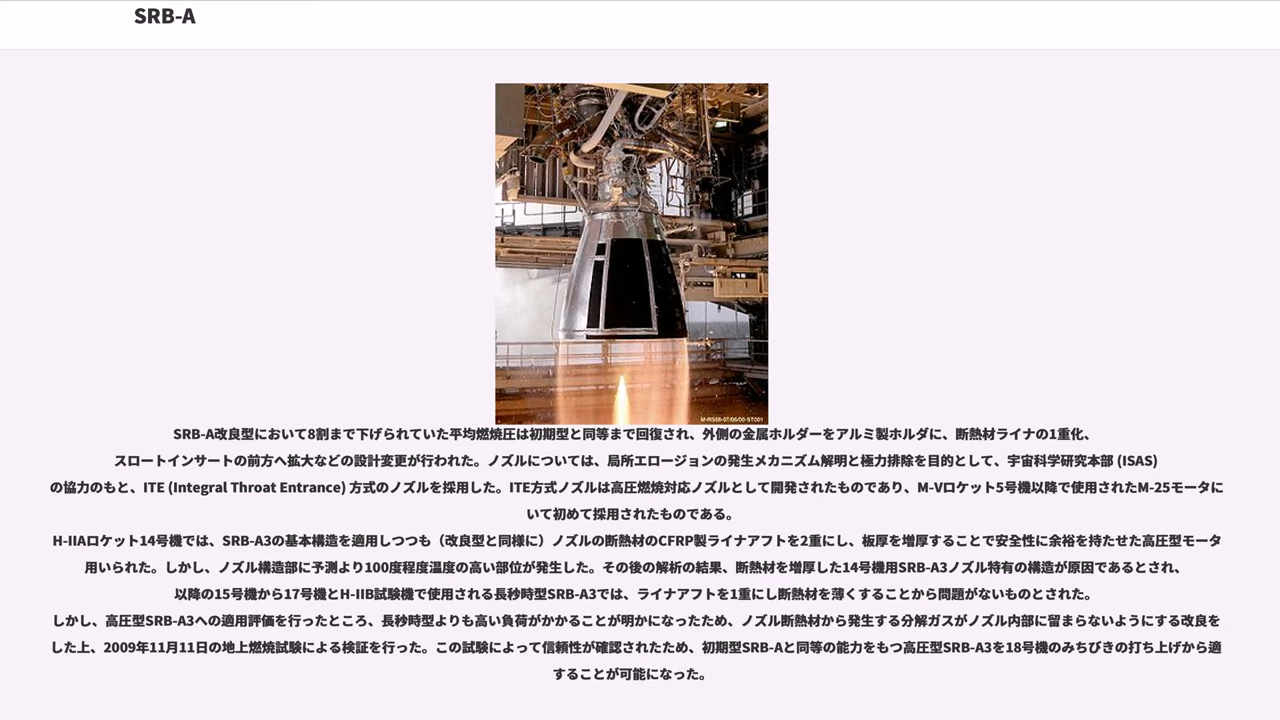 SRB-A
M-RS68-07/06/00-ST001
SRB-A改良型において8割まで下げられていた平均燃焼圧は初期型と同等まで回復され、外側の金属ホルダーをアルミ製ホルダに、断熱材ライナの1重化、
スロートインサートの前方へ拡大などの設計変更が行われた。ノズルについては、局所エロージョンの発生メカニズム解明と極力排除を目的として、宇宙科学研究本部 (ISAS)
の協力のもと、ITE (Integral Throat Entrance) 方式のノズルを採用した。ITE方式ノズルは高圧燃焼対応ノズルとして開発されたものであり、M-Vロケット5号機以降で使用されたM-25モータに
いて初めて採用されたものである。
H-IIAロケット14号機では、SRB-A3の基本構造を適用しつつも（改良型と同様に）ノズルの断熱材のCFRP製ライナアフトを2重にし、板厚を増厚することで安全性に余裕を持たせた高圧型モータ
用いられた。しかし、ノズル構造部に予測より100度程度温度の高い部位が発生した。その後の解析の結果、断熱材を増厚した14号機用SRB-A3ノズル特有の構造が原因であるとされ、
以降の15号機から17号機とH-IIB試験機で使用される長秒時型SRB-A3では、ライナアフトを1重にし断熱材を薄くすることから問題がないものとされた。
しかし、高圧型SRB-A3への適用評価を行ったところ、長秒時型よりも高い負荷がかかることが明かになったため、ノズル断熱材から発生する分解ガスがノズル内部に留まらないようにする改良を
した上、2009年11月11日の地上燃焼試験による検証を行った。この試験によって信頼性が確認されたため、初期型SRB-Aと同等の能力をもつ高圧型SRB-A3を18号機のみちびきの打ち上げから適
することが可能になった。